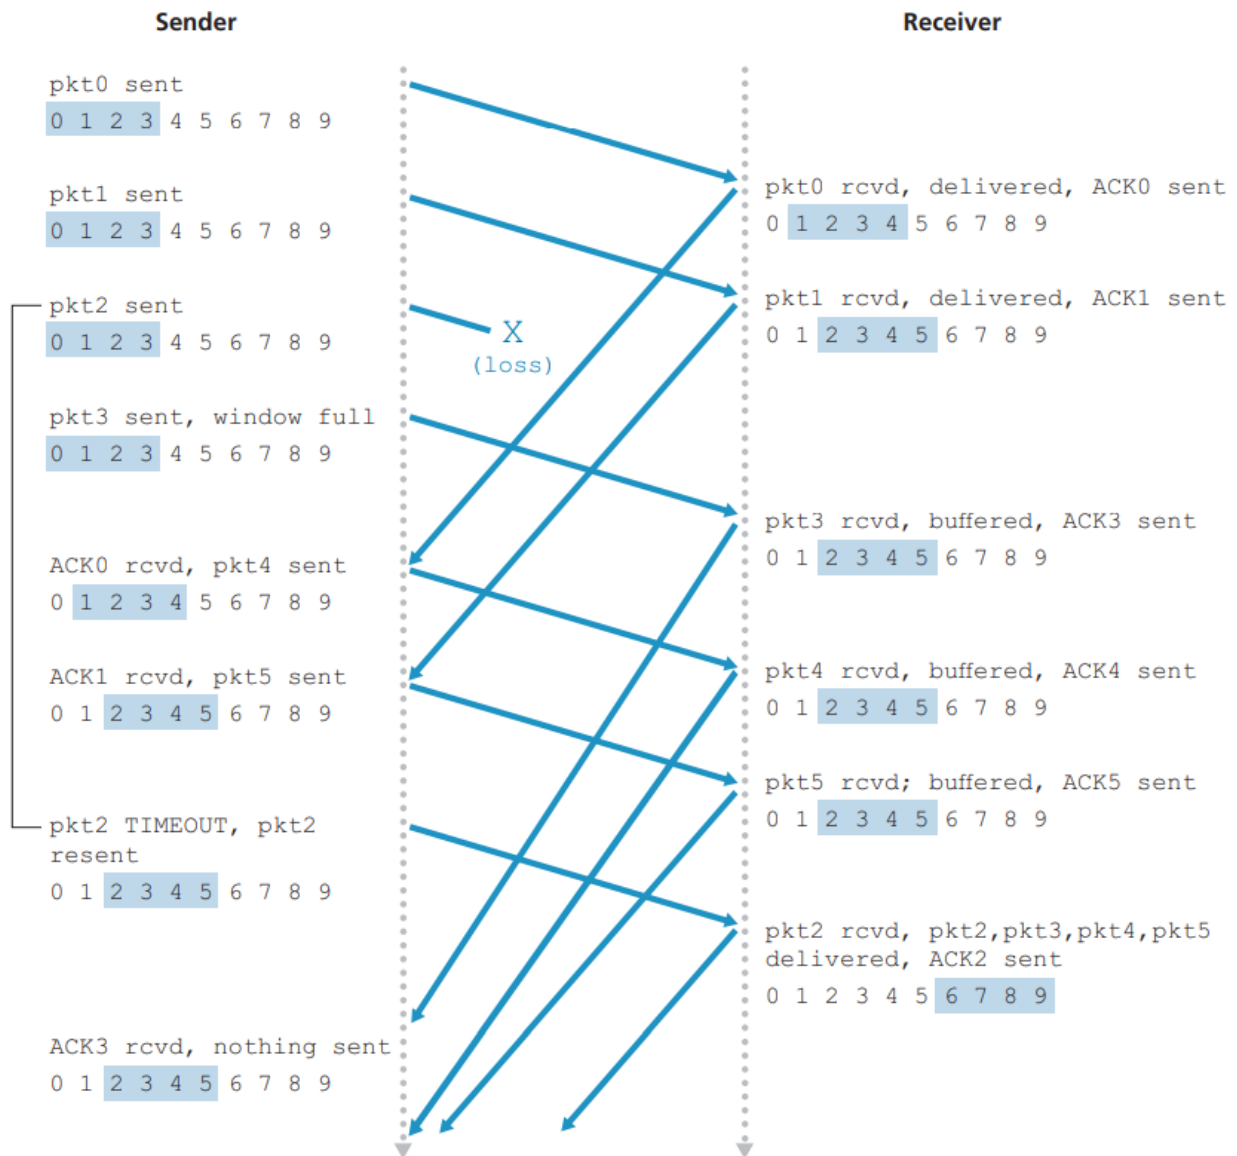 Sender
Receiver
pkt0 sent
0 1 2 3 4 5 6 7 8 9
pkt0 rcvd, delivered, ACK0 sent
0 1 2 3 4 5 6 7 8 9
pkt1 sent
0 1 2 3 4 5 6 7 8 9
pkt1 rcvd, delivered, ACK1 sent
0 1 2 3 4 5 6 7 8 9
pkt2 sent
0 1 2 3 4 5 6 7 8 9
X
(loss)
pkt3 sent, window full
0 1 2 3 4 5 6 7 8 9
pkt3 rcvd, buffered, ACK3 sent
0 1 2 3 4 5 6 7 8 9
ACK0 rcvd, pkt4 sent
0 1 2 3 4 5 6 7 8 9
pkt4 rcvd, buffered, ACK4 sent
0 1 2 3 4 5 6 7 8 9
ACK1 rcvd, pkt5 sent
0 1 2 3 4 5 6 7 8 9
pkt5 rcvd; buffered, ACK5 sent
0 1 2 3 4 5 6 7 8 9
pkt2 TIMEOUT, pkt2
resent
0 1 2 3 4 5 6 7 8 9
pkt2 rcvd, pkt2,pkt3,pkt4,pkt5
delivered, ACK2 sent
0 1 2 3 4 5 6 7 8 9
ACK3 rcvd, nothing sent
0 1 2 3 4 5 6 7 8 9